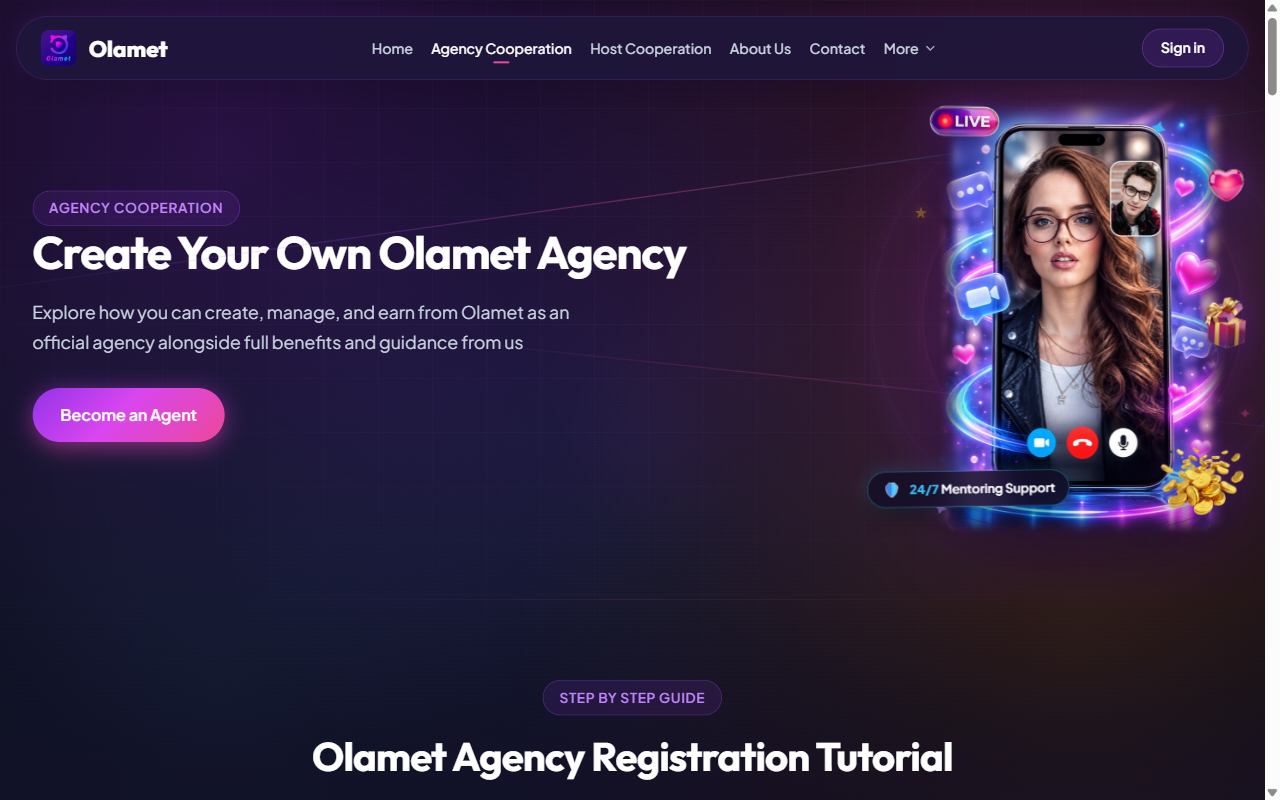 Olamet
Olamet
Home
Agency Cooperation
Host Cooperation
About Us
Contact
More
Sign in
LIVE
AGENCY COOPERATION
Create Your Own Olamet Agency
Explore how you can create, manage, and earn from Olamet as an
official agency alongside full benefits and guidance from us
Become an Agent
24/7 Mentoring Support
STEP BY STEP GUIDE
Olamet Agency Registration Tutorial